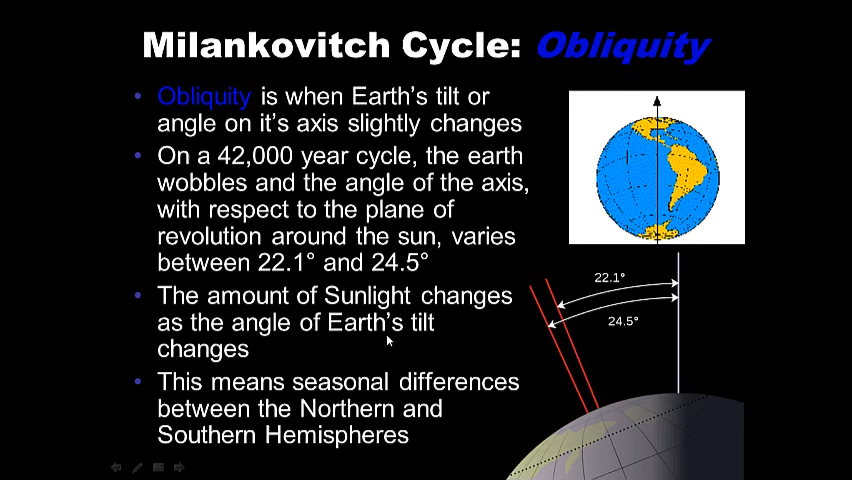 Milankovitch Cycle: Obliquity
• Obliquity is when Earth's tilt or
angle on it's axis slightly changes
• On a 42,000 year cycle, the earth
wobbles and the angle of the axis,
with respect to the plane of
revolution around the sun, varies
between 22.1° and 24.5°
• The amount of Sunlight changes
as the angle of Earth's tilt
changes
• This means seasonal differences
between the Northern and
Southern Hemispheres
22.1°
24.5°